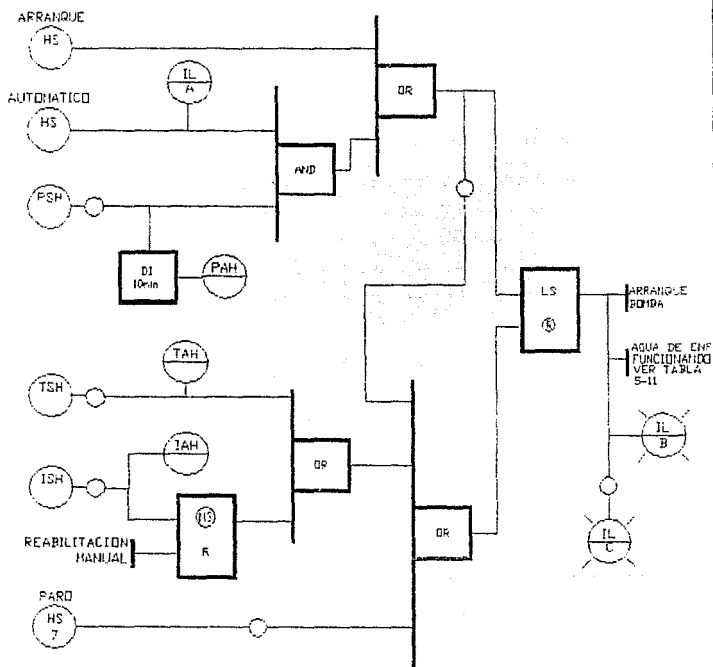 ARRANQUE
HS
IL
A
OR
AUTOMATICO
HS
AND
PSH
DI
10min
PAH
LS
R
ARRANQUE
BOMBA
AGUA DE ENF
FUNCIONANDO
VER TABLA
5-11
TAH
TSH
IL
B
IAH
OR
ISH
R
OR
IL
C
REABILITACION
MANUAL
PARO
HS
7